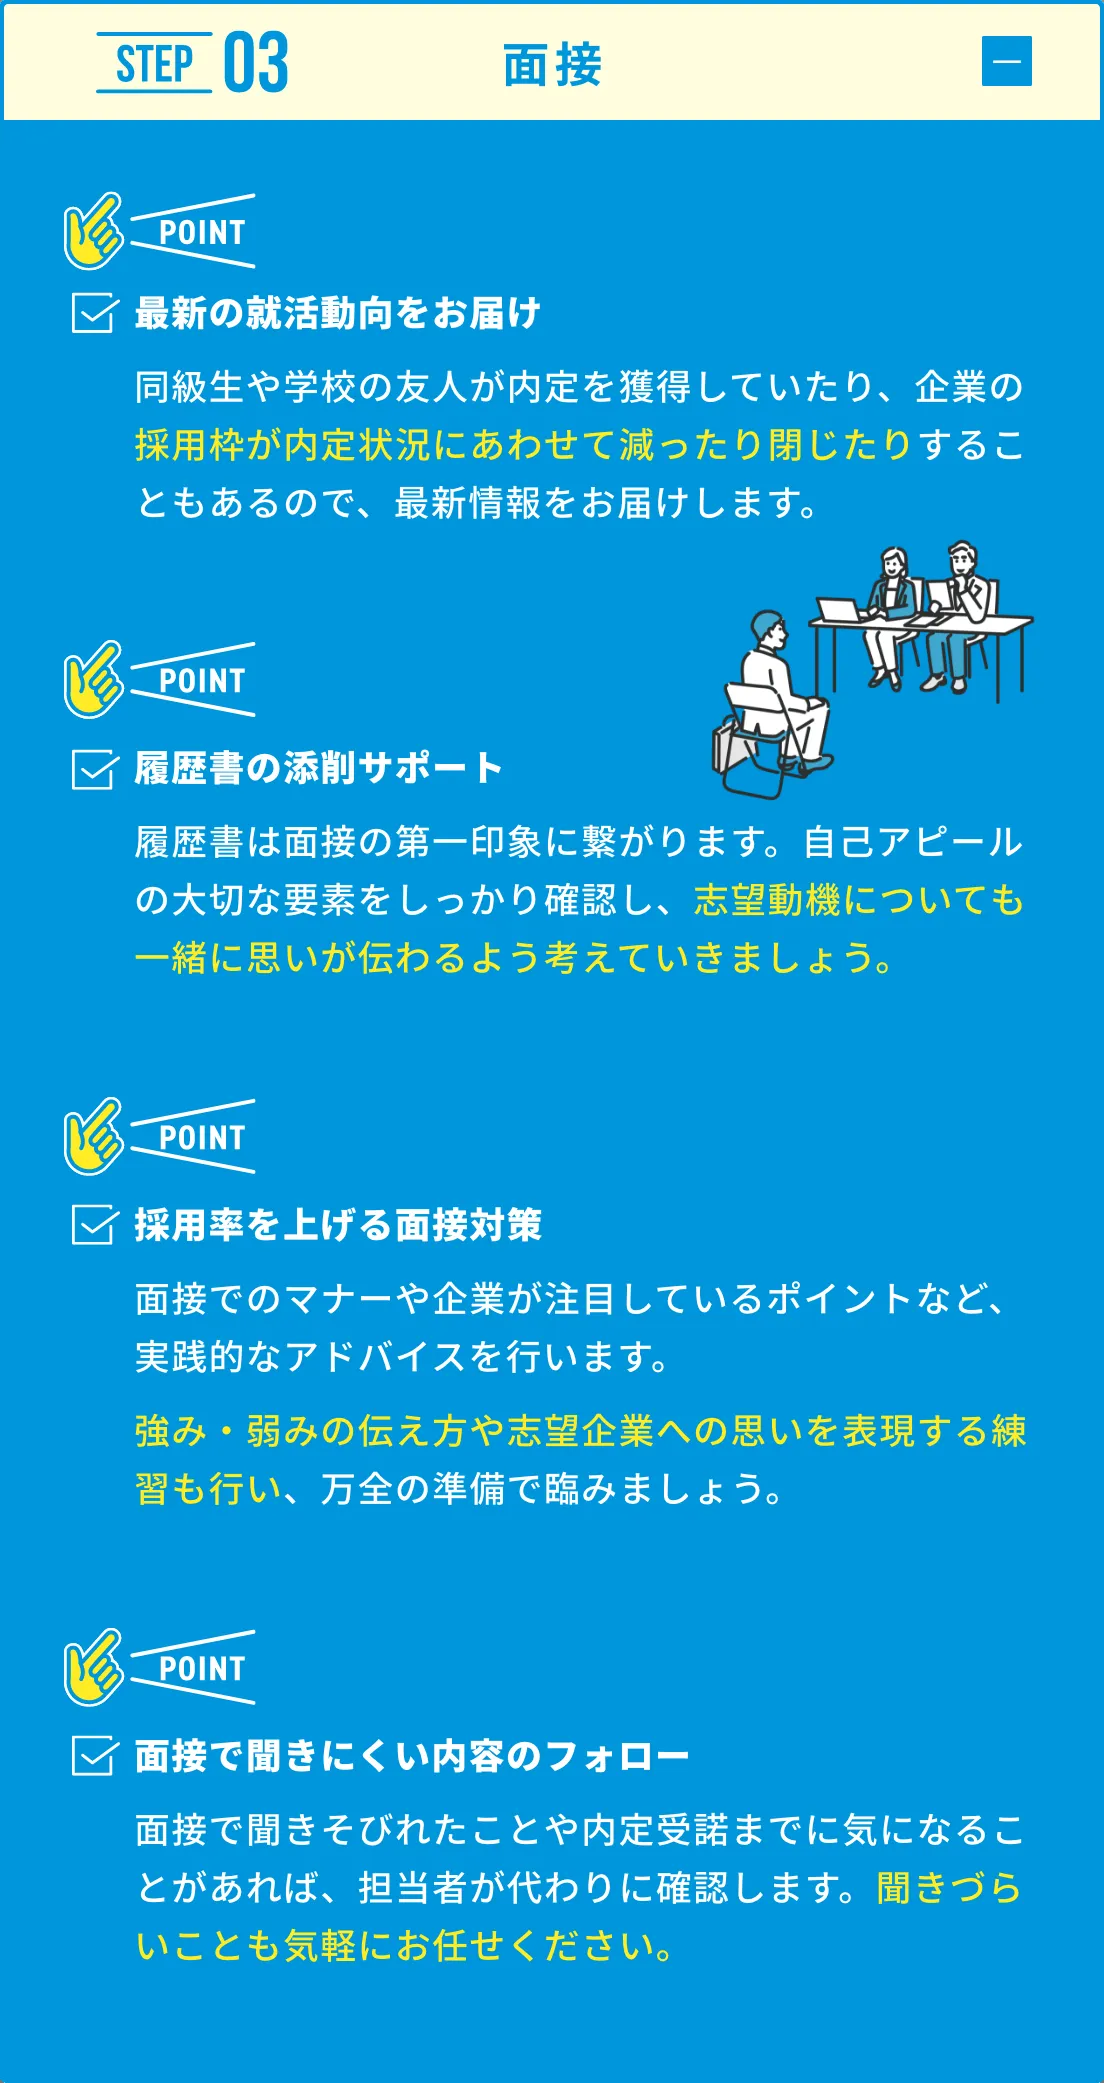 STEP 03 面接
POINT
最新の就活動向をお届け
同級生や学校の友人が内定を獲得していたり、企業の
採用枠が内定状況にあわせて減ったり閉じたりするこ
ともあるので、最新情報をお届けします。
POINT
履歴書の添削サポート
履歴書は面接の第一印象に繋がります。自己アピール
の大切な要素をしっかり確認し、志望動機についても
一緒に思いが伝わるよう考えていきましょう。
POINT
採用率を上げる面接対策
面接でのマナーや企業が注目しているポイントなど、
実践的なアドバイスを行います。
強み・弱みの伝え方や志望企業への思いを表現する練
習も行い、万全の準備で臨みましょう。
POINT
面接で聞きにくい内容のフォロー
面接で聞きそびれたことや内定受諾までに気になるこ
とがあれば、担当者が代わりに確認します。聞きづら
いことも気軽にお任せください。